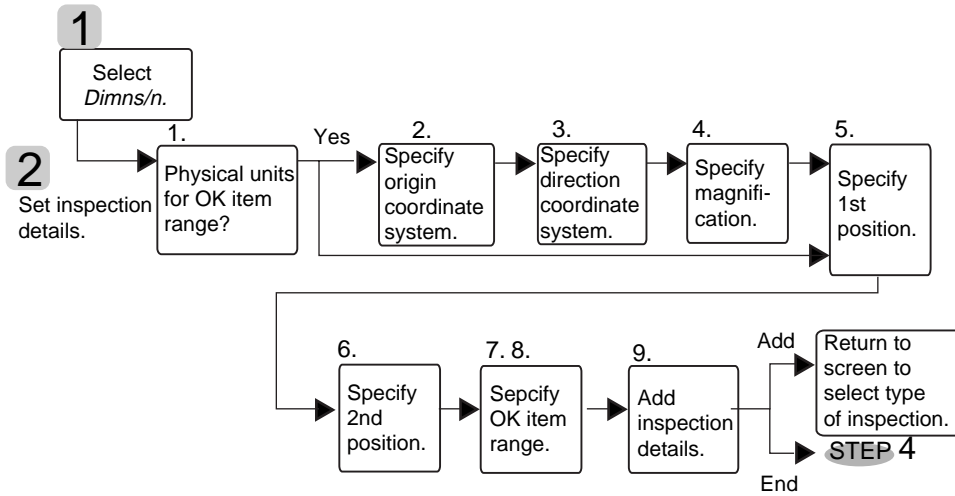 1
Select
Dimns/n.
2
Set inspection
details.
1.
Physical units
for OK item
range?
Yes
2.
Specify
origin
coordinate
system.
3.
Specify
direction
coordinate
system.
4.
Specify
magnifi-
cation.
5.
Specify
1st
position.
6.
Specify
2nd
position.
7. 8.
Sepcify
OK item
range.
9.
Add
inspection
details.
Add
Return to
screen to
select type
of inspection.
STEP 4
End